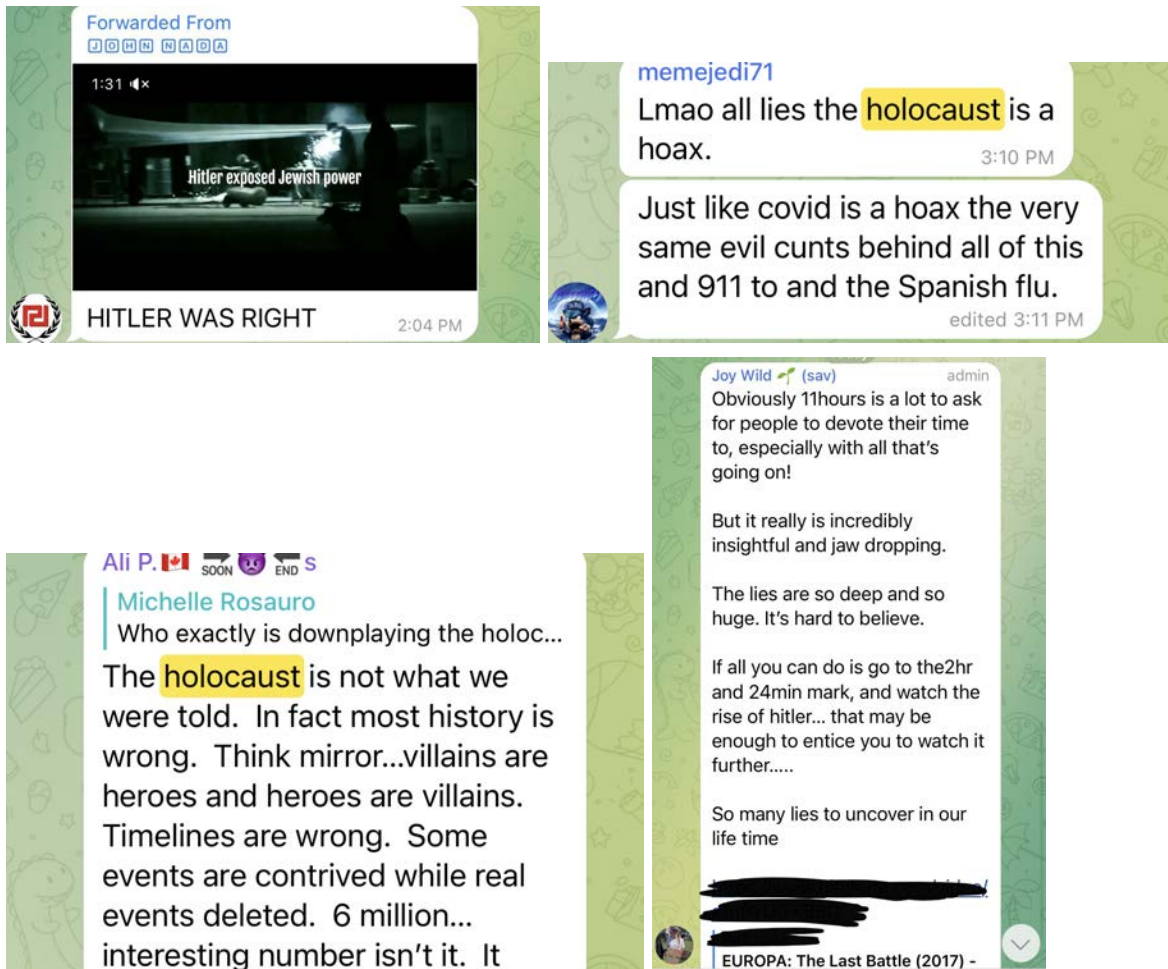 Forwarded From
JOHN NADA
1:31
Hitler exposed Jewish power
HITLER WAS RIGHT
2:04 PM
memejedi71
Lmao all lies the holocaust is a
hoax.
3:10 PM
Just like covid is a hoax the very
same evil cunts behind all of this
and 911 to and the Spanish flu.
edited 3:11 PM
Ali P.🇨🇦 🔜😈🔚s
Michelle Rosauro
Who exactly is downplaying the holoc...
The holocaust is not what we
were told.  In fact most history is
wrong.  Think mirror...villains are
heroes and heroes are villains.
Timelines are wrong.  Some
events are contrived while real
events deleted.  6 million...
interesting number isn't it.  It
Joy Wild 🌱 (sav) admin
Obviously 11hours is a lot to ask
for people to devote their time
to, especially with all that's
going on!
But it really is incredibly
insightful and jaw dropping.
The lies are so deep and so
huge. It's hard to believe.
If all you can do is go to the2hr
and 24min mark, and watch the
rise of hitler... that may be
enough to entice you to watch it
further.....
So many lies to uncover in our
life time
EUROPA: The Last Battle (2017) -